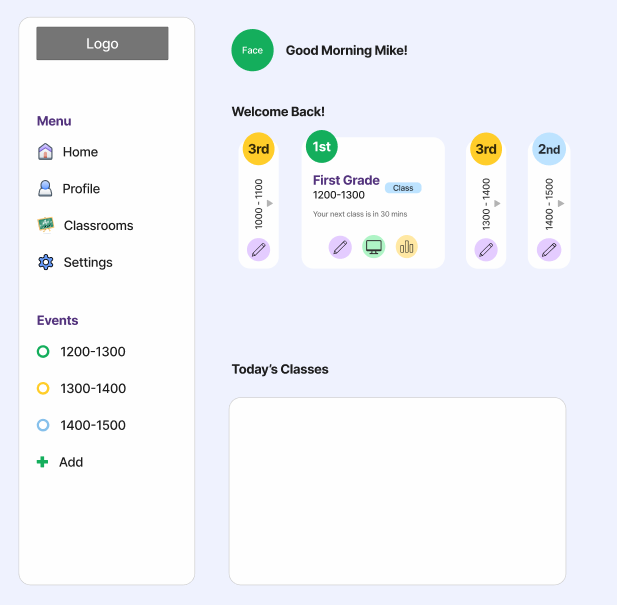 Logo
Menu
Home
Profile
Classrooms
Settings
Events
1200-1300
1300-1400
1400-1500
Add
Face
Good Morning Mike!
Welcome Back!
3rd
1000 - 1100
1st
First Grade
Class
1200-1300
Your next class is in 30 mins
3rd
1300 - 1400
2nd
1400 - 1500
Today's Classes